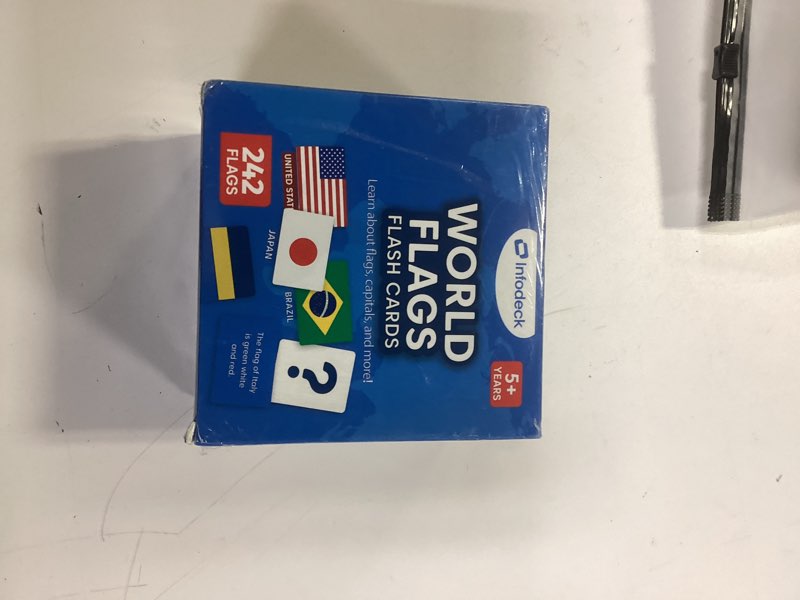 Infodeck
5+
YEARS
WORLD
FLAGS
FLASH CARDS
Learn about flags, capitals, and more!
242
FLAGS
UNITED STAT
JAPAN
BRAZIL
?
The flag of Italy
is green white
and red.